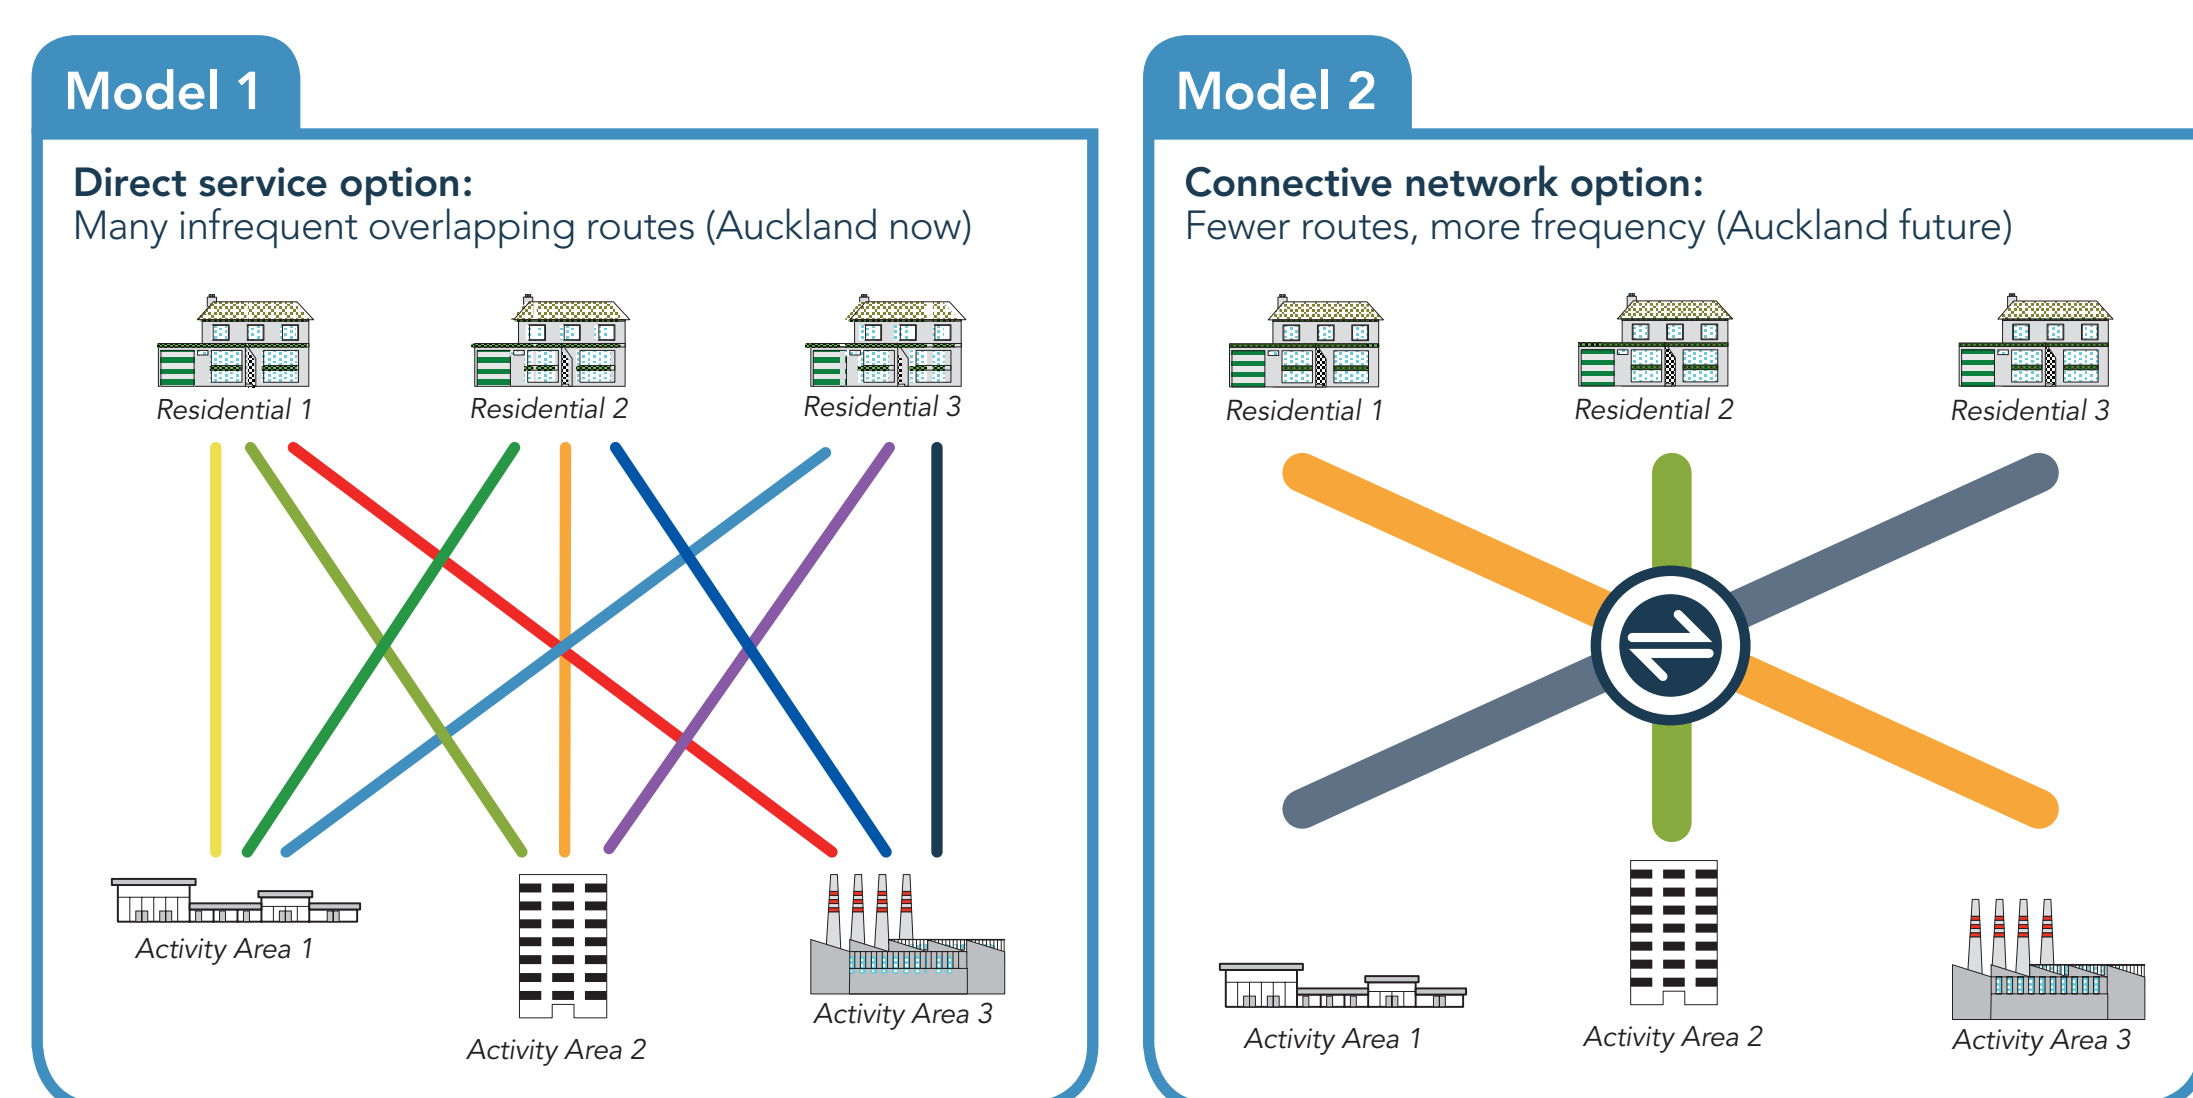 Model 1
Direct service option:
Many infrequent overlapping routes (Auckland now)
Residential 1
Residential 2
Residential 3
Activity Area 1
Activity Area 2
Activity Area 3
Model 2
Connective network option:
Fewer routes, more frequency (Auckland future)
Residential 1
Residential 2
Residential 3
Activity Area 1
Activity Area 2
Activity Area 3